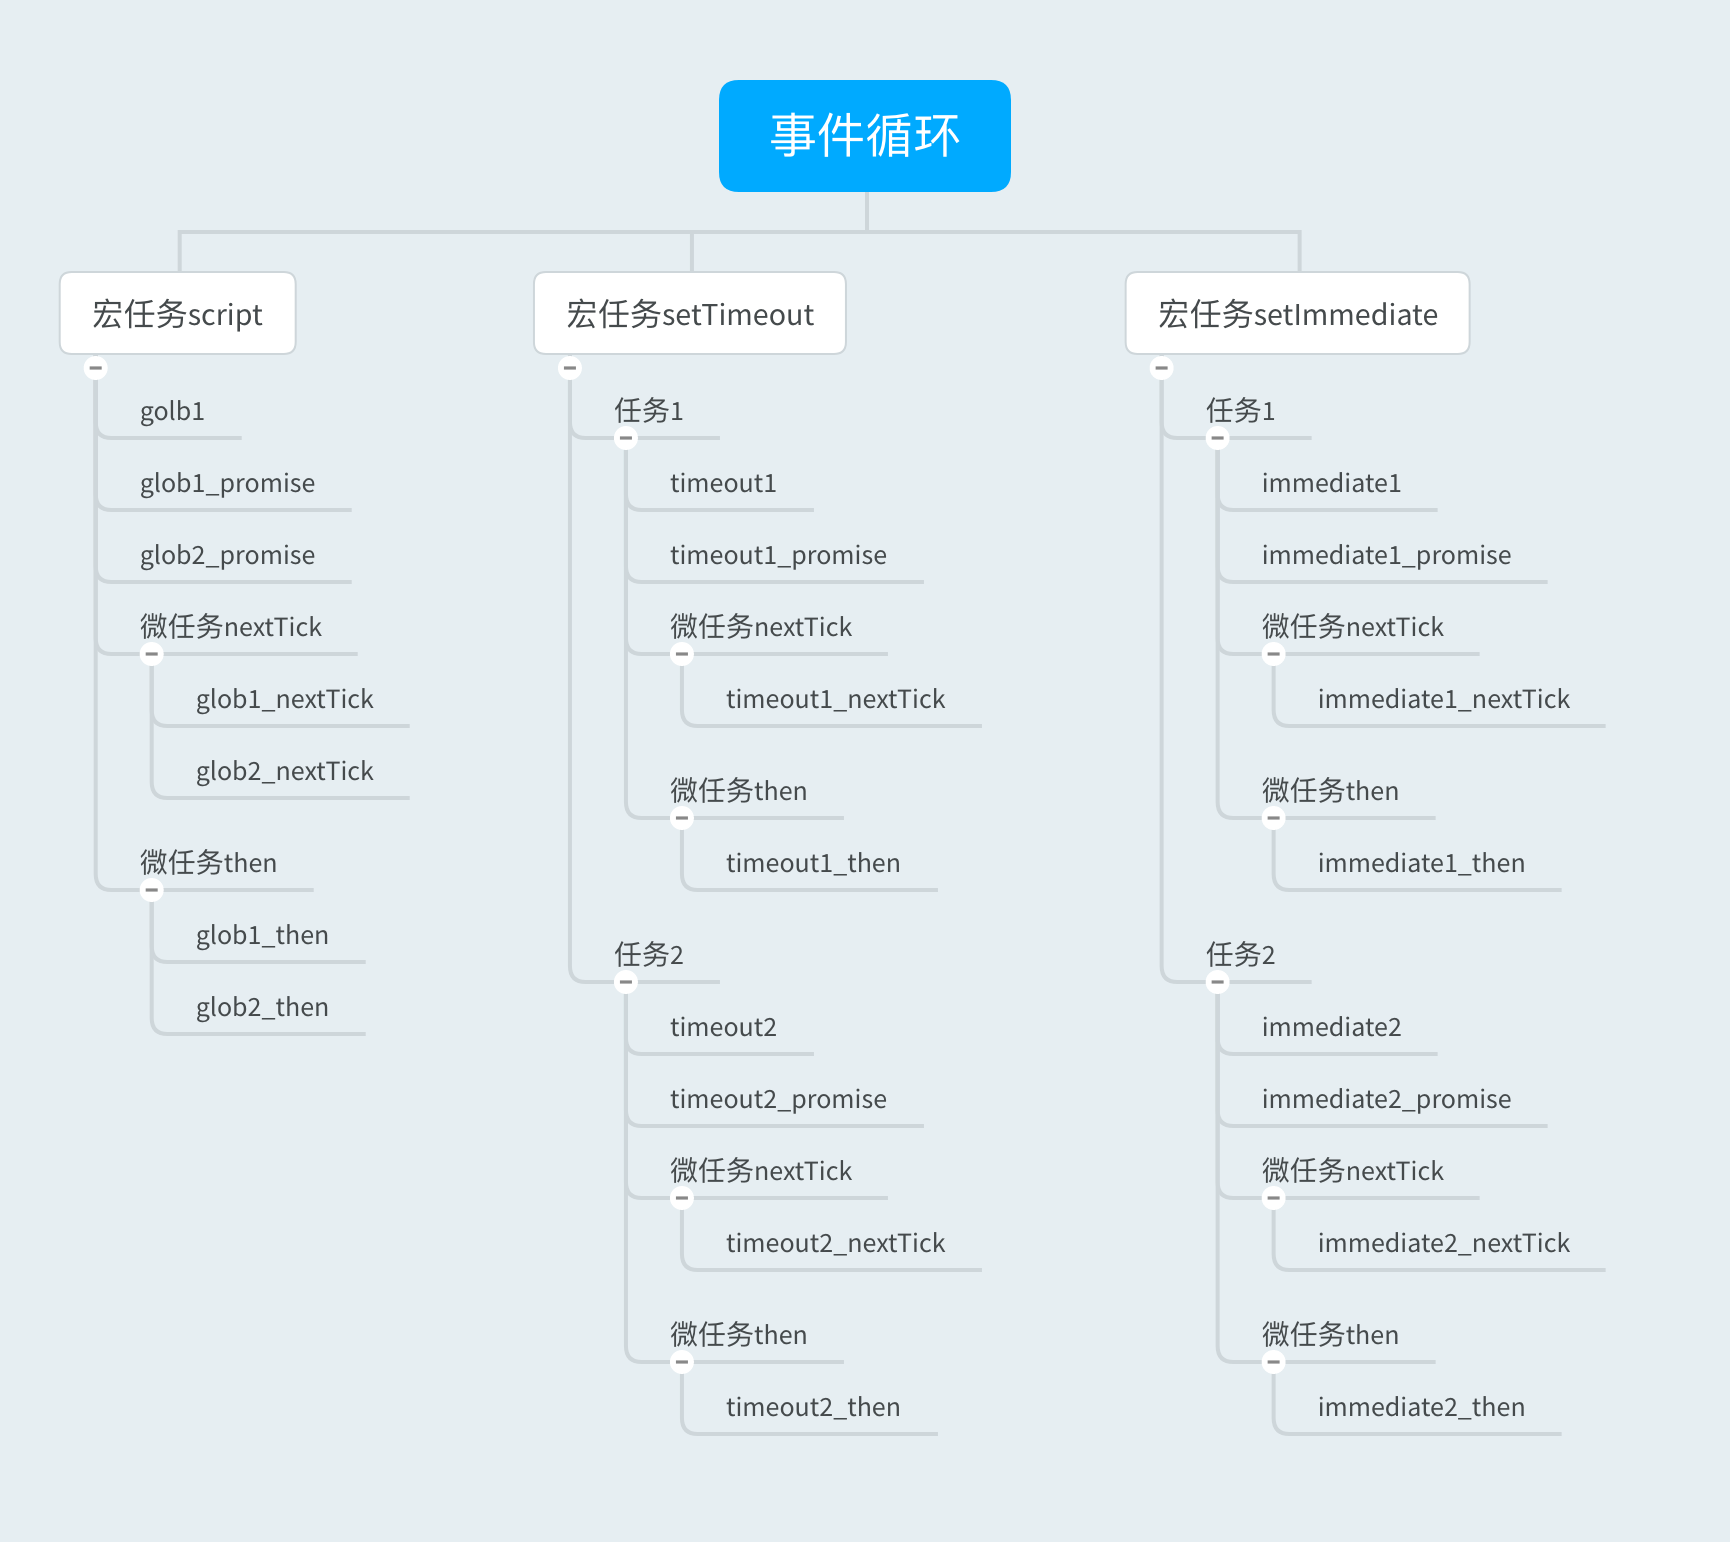 事件循环
宏任务script
golb1
glob1_promise
glob2_promise
微任务nextTick
glob1_nextTick
glob2_nextTick
微任务then
glob1_then
glob2_then
宏任务setTimeout
任务1
timeout1
timeout1_promise
微任务nextTick
timeout1_nextTick
微任务then
timeout1_then
任务2
timeout2
timeout2_promise
微任务nextTick
timeout2_nextTick
微任务then
timeout2_then
宏任务setImmediate
任务1
immediate1
immediate1_promise
微任务nextTick
immediate1_nextTick
微任务then
immediate1_then
任务2
immediate2
immediate2_promise
微任务nextTick
immediate2_nextTick
微任务then
immediate2_then